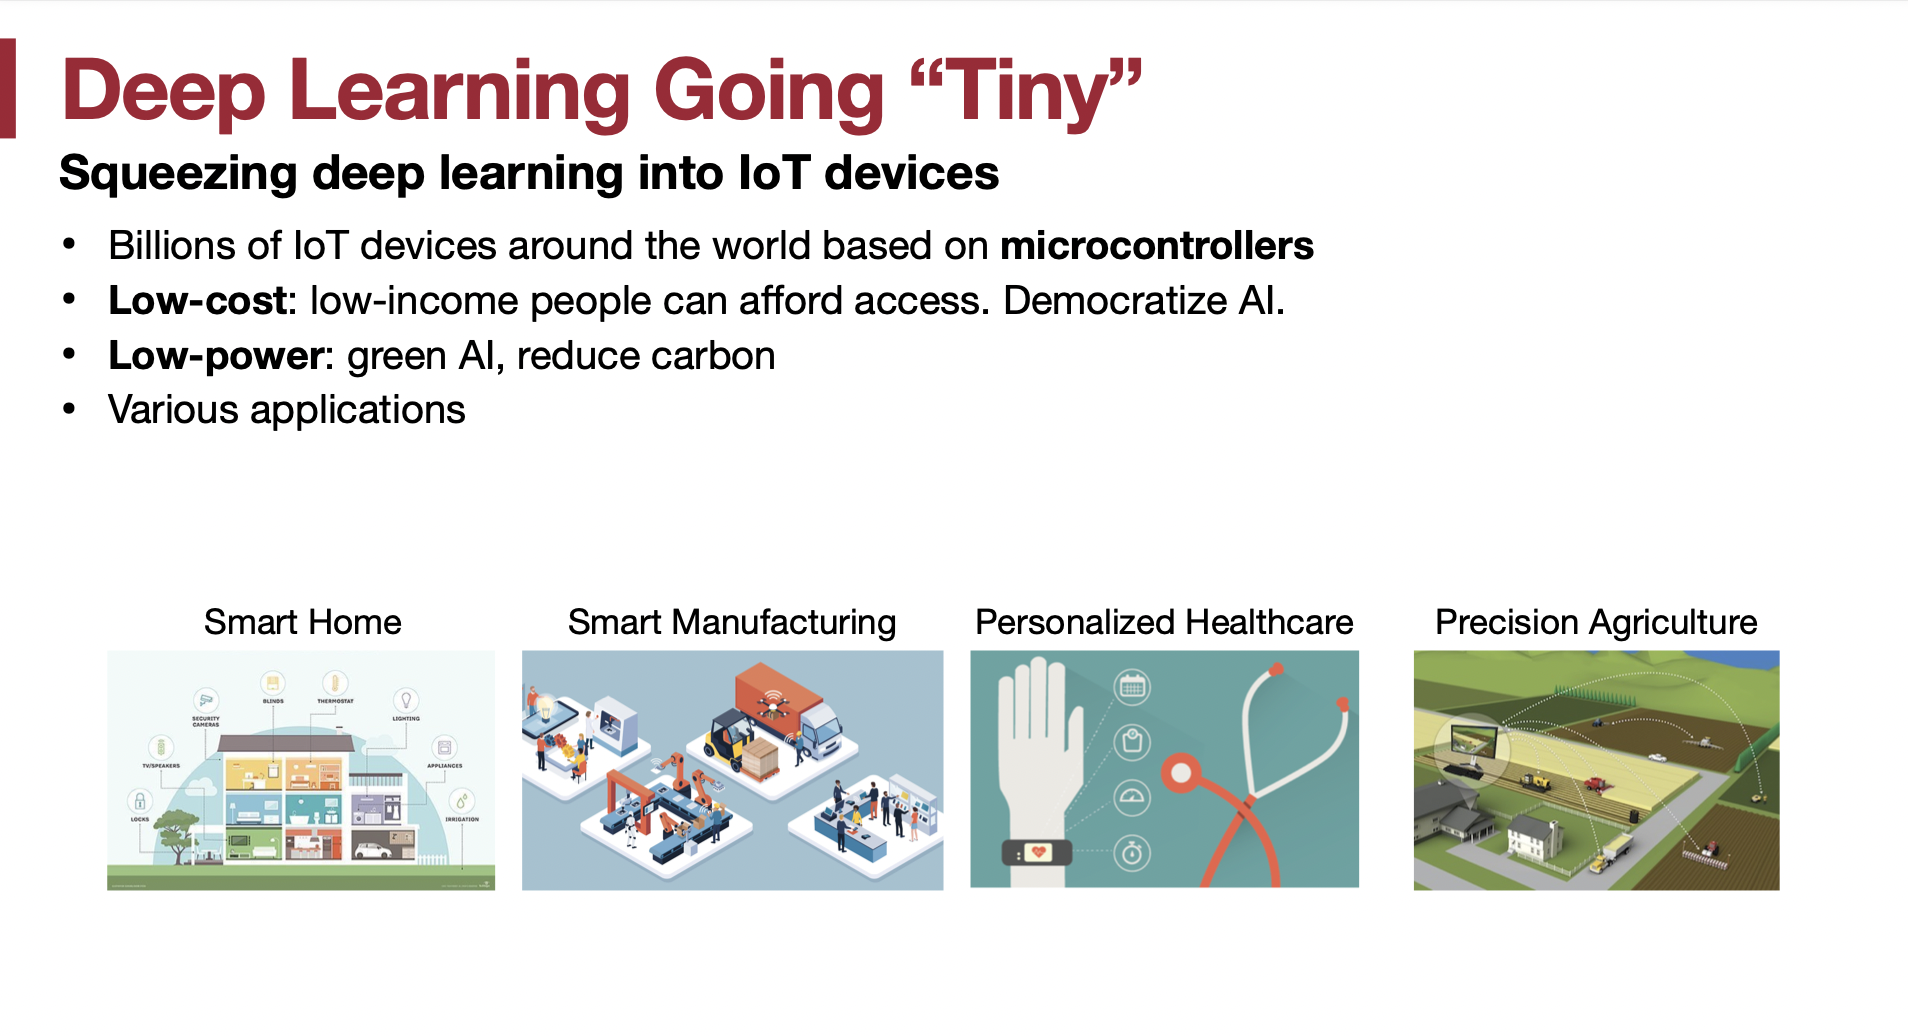 Deep Learning Going “Tiny”
Squeezing deep learning into IoT devices
• Billions of IoT devices around the world based on microcontrollers
• Low-cost: low-income people can afford access. Democratize AI.
• Low-power: green AI, reduce carbon
• Various applications
Smart Home
Smart Manufacturing
Personalized Healthcare
Precision Agriculture
BLINDS
THERMOSTAT
SECURITY
CAMERAS
LIGHTING
TV/SPEAKERS
APPLIANCES
LOCKS
IRRIGATION